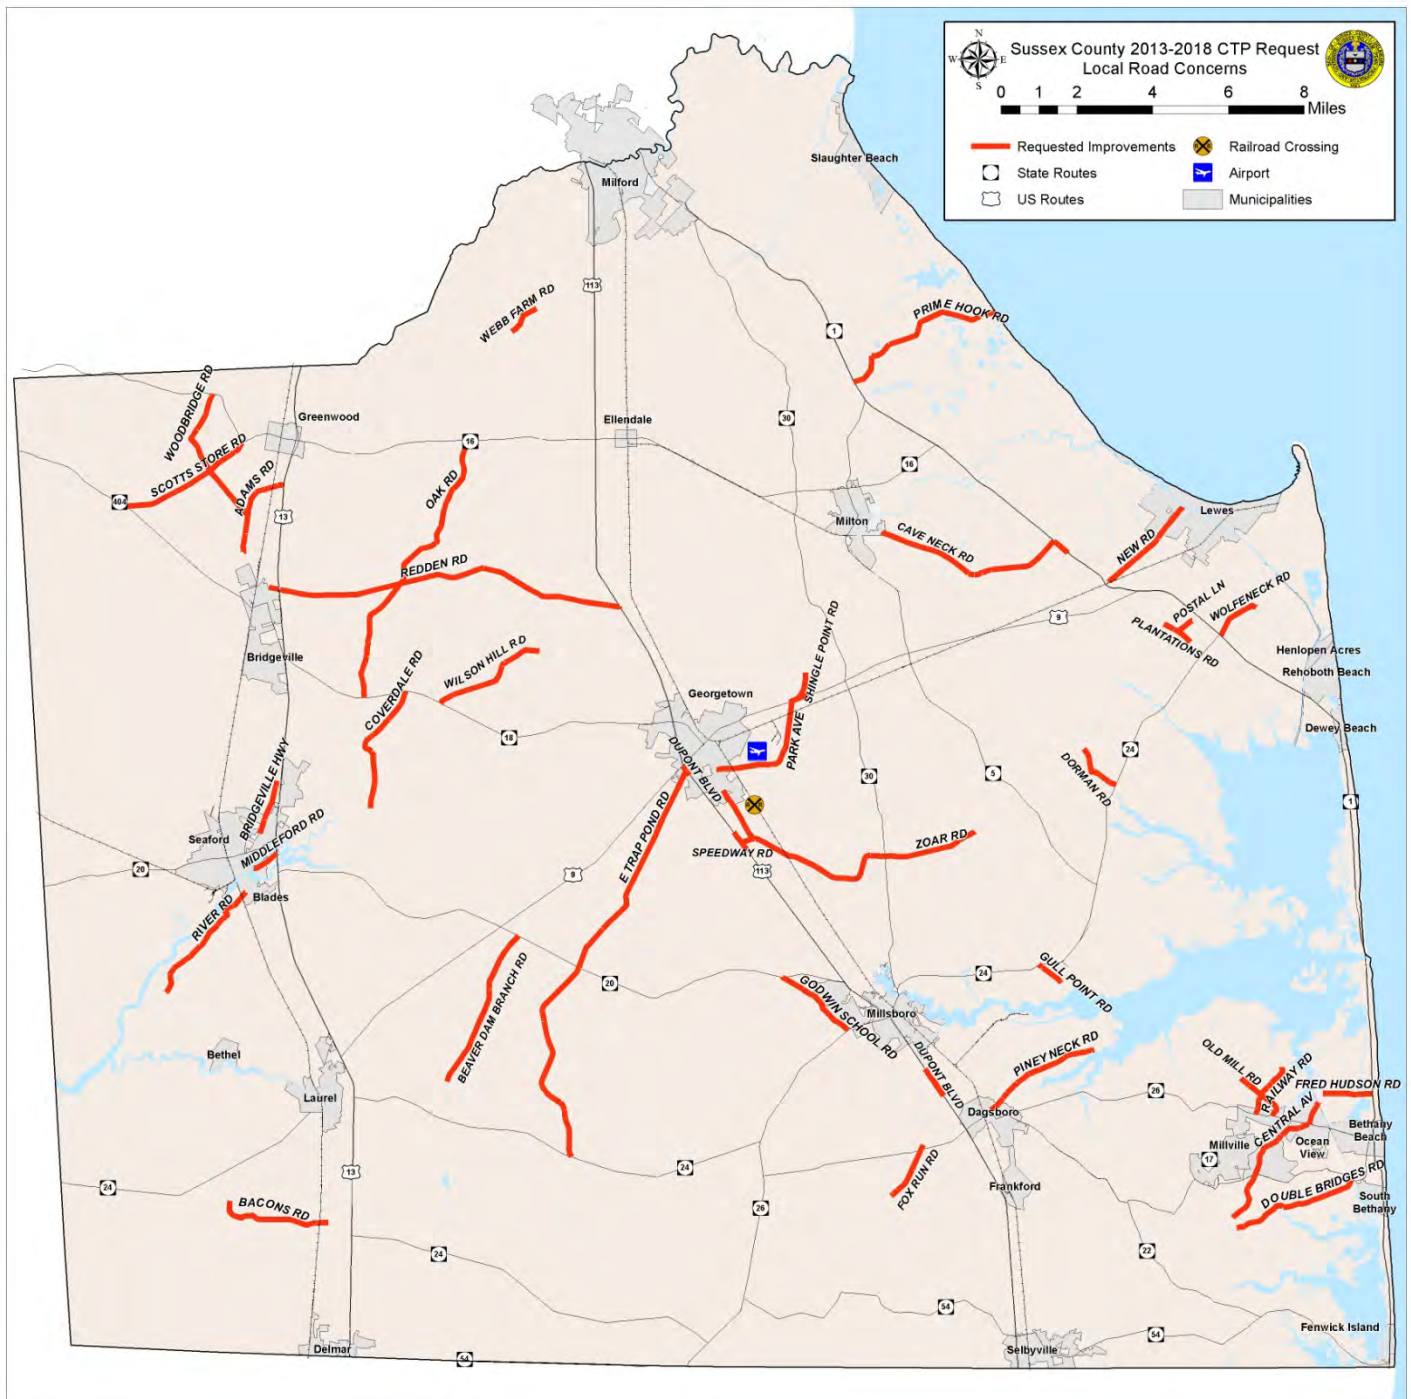 Sussex County 2013-2018 CTP Request
Local Road Concerns
N
W E
S
0 1 2 4 6 8
Miles
Requested Improvements
Railroad Crossing
State Routes
Airport
US Routes
Municipalities
Slaughter Beach
Milford
113
WEBB FARM RD
PRIME HOOK RD
1
WOODBRIDGE RD
Greenwood
Ellendale
30
16
16
SCOTTS STORE RD
ADAMS RD
OAK RD
404
13
Milton
CAVE NECK RD
NEW RD
Lewes
REDDEN RD
POSTAL LN
WOLFENECK RD
PLANTATIONS RD
9
SHINGLE POINT RD
Bridgeville
COVERDALE RD
WILSON HILL RD
Henlopen Acres
Rehoboth Beach
Georgetown
Dewey Beach
18
DUPONT BLVD
PARK AVE
24
30
5
DORMAN RD
BRIDGEVILLE HWY
1
Seaford
MIDDLEFORD RD
E TRAP POND RD
SPEEDWAY RD
ZOAR RD
20
9
113
Blades
RIVER RD
BEAVER DAM BRANCH RD
20
24
GULL POINT RD
GODWIN SCHOOL RD
Millsboro
Bethel
DUPONT BLVD
PINEY NECK RD
OLD MILL RD
RAILWAY RD
FRED HUDSON RD
Laurel
Dagsboro
26
CENTRAL AV
Bethany
Beach
Millville
Ocean
View
17
24
13
24
FOX RUN RD
Frankford
DOUBLE BRIDGES RD
South
Bethany
BACONS RD
26
24
22
54
54
Fenwick Island
Delmar
54
Selbyville